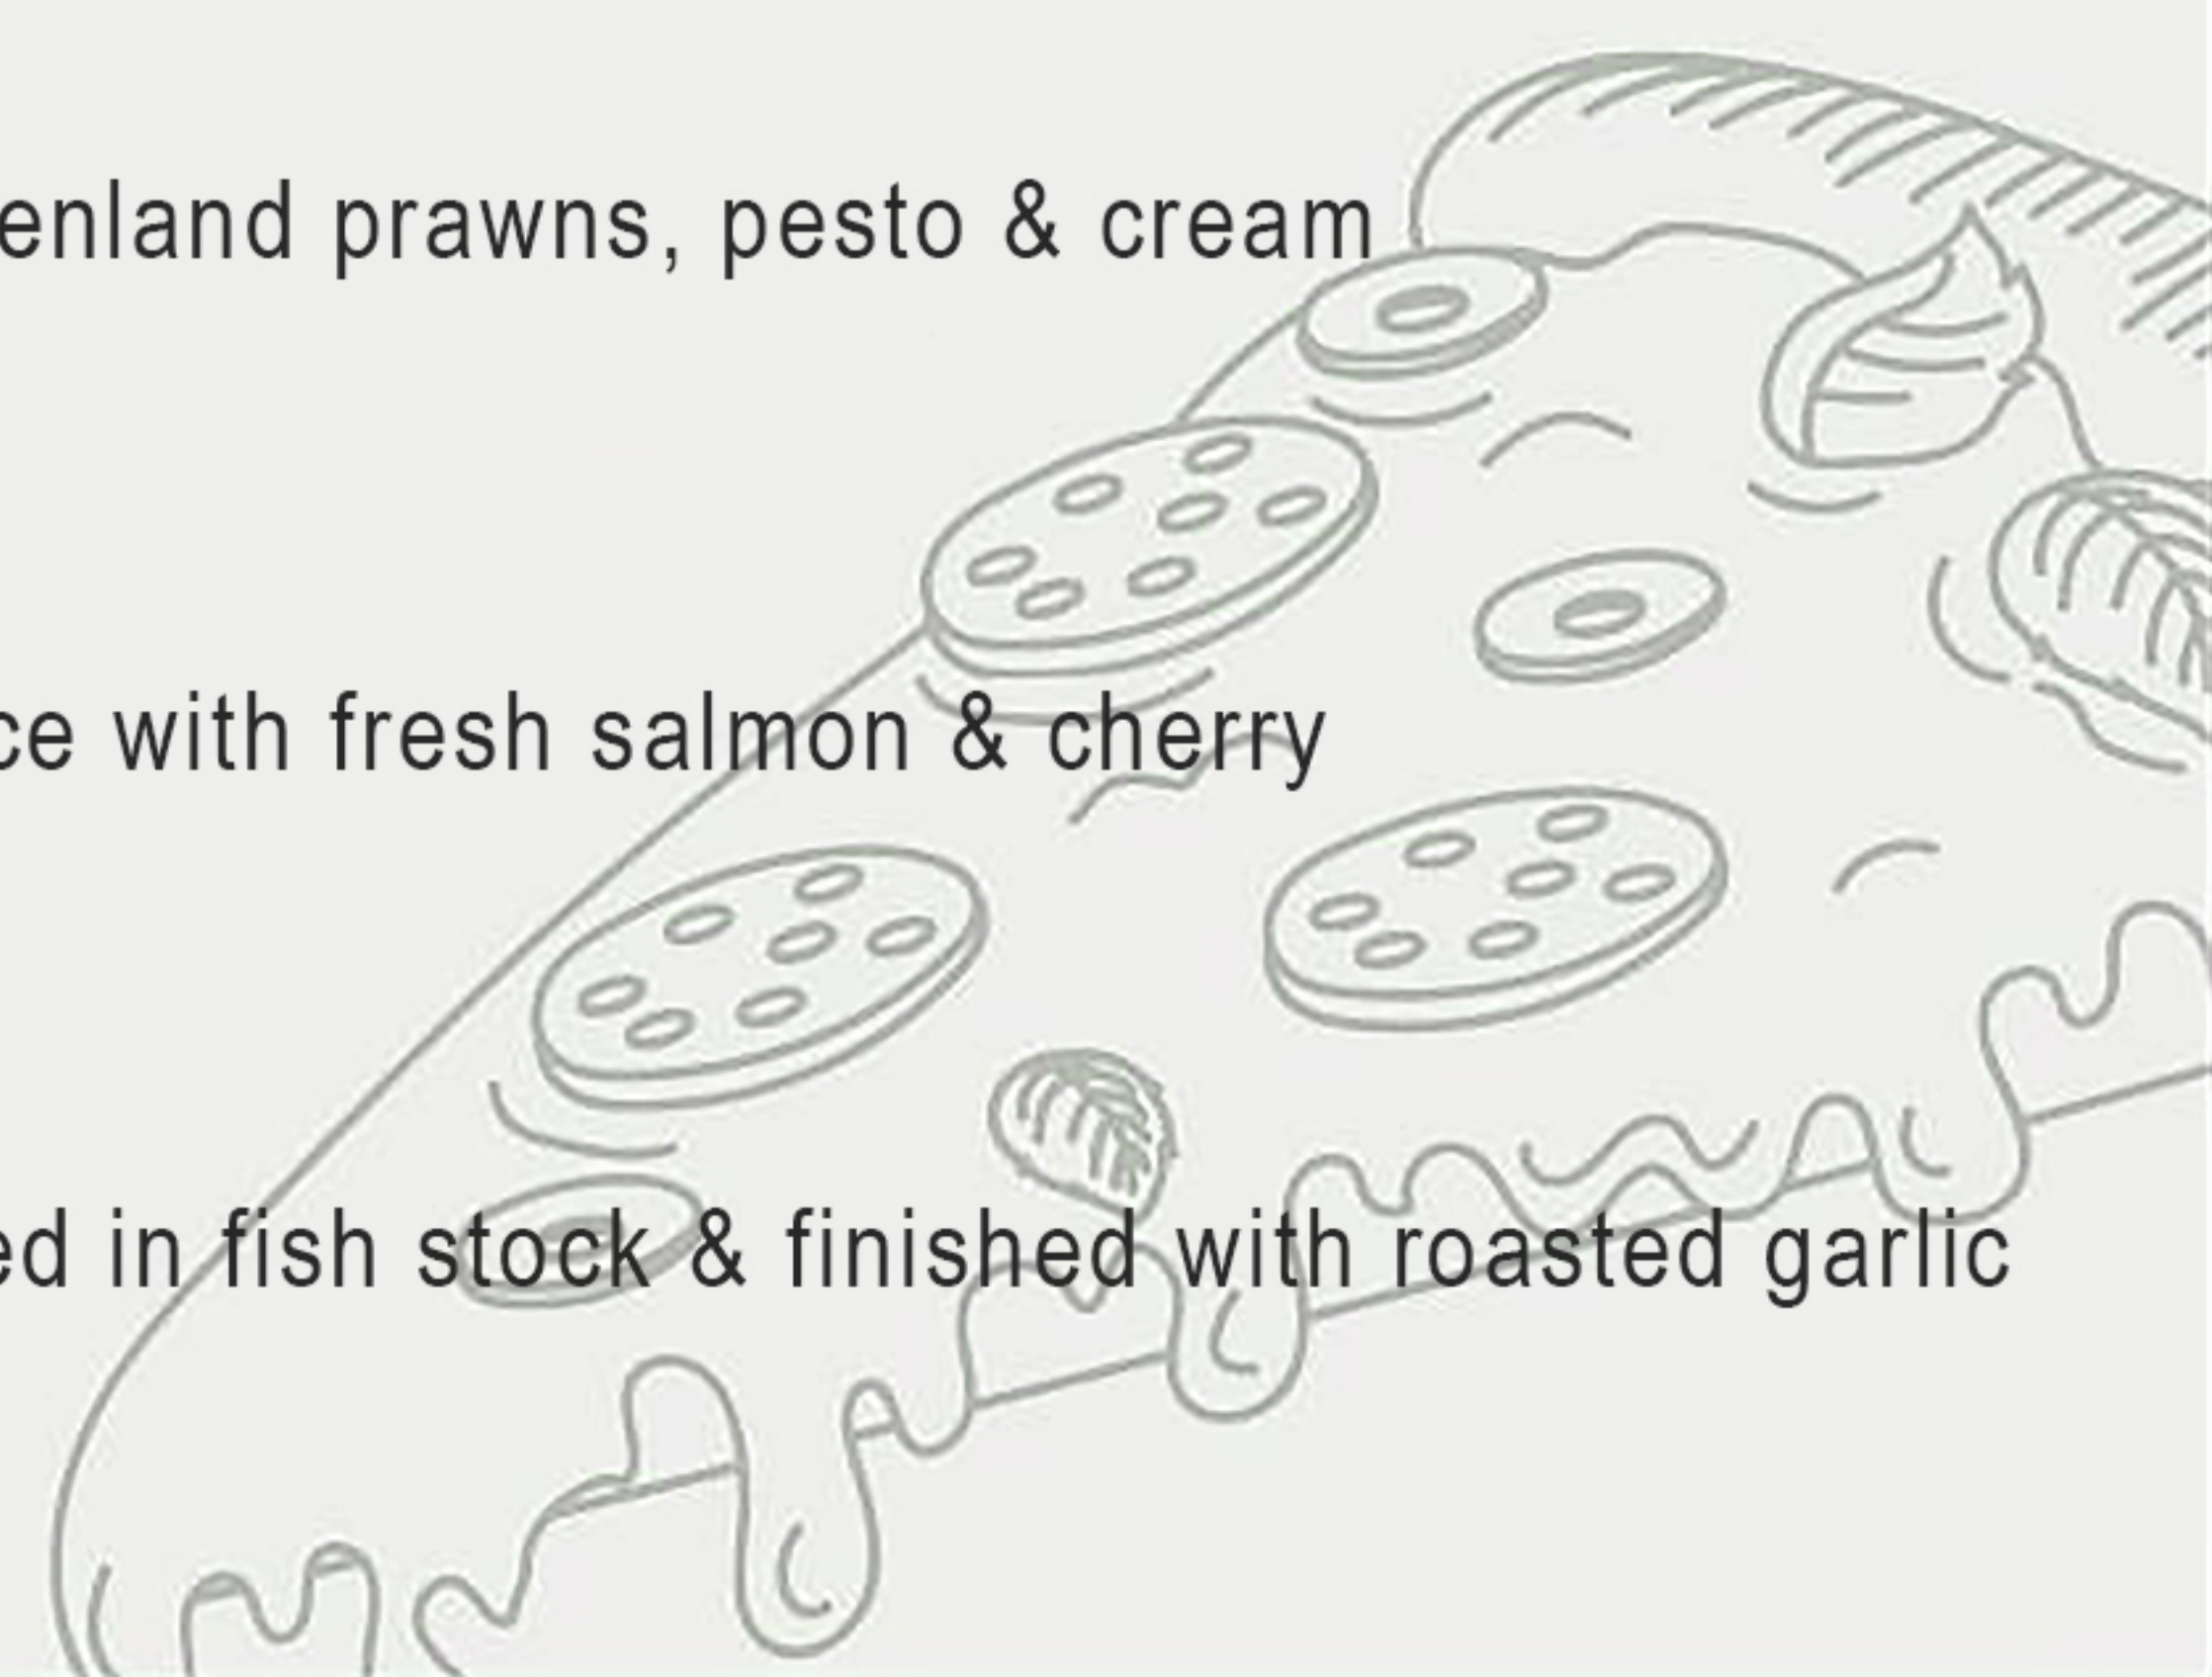 enland prawns, pesto & cream
ce with fresh salmon & cherry
ed in fish stock & finished with roasted garlic